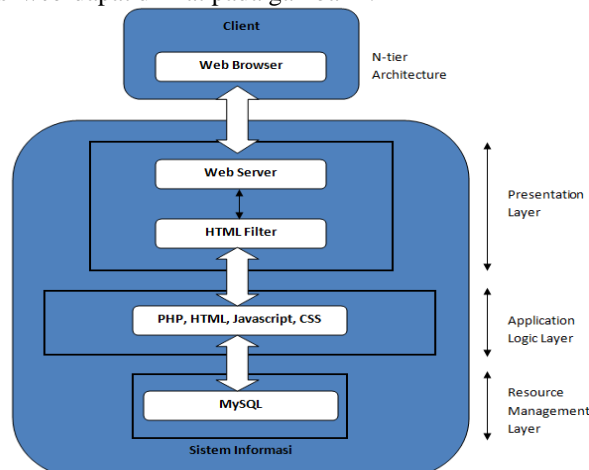 Client
Web Browser
N-tier
Architecture
Web Server
HTML Filter
Presentation
Layer
PHP, HTML, Javascript, CSS
Application
Logic Layer
MySQL
Resource
Management
Layer
Sistem Informasi